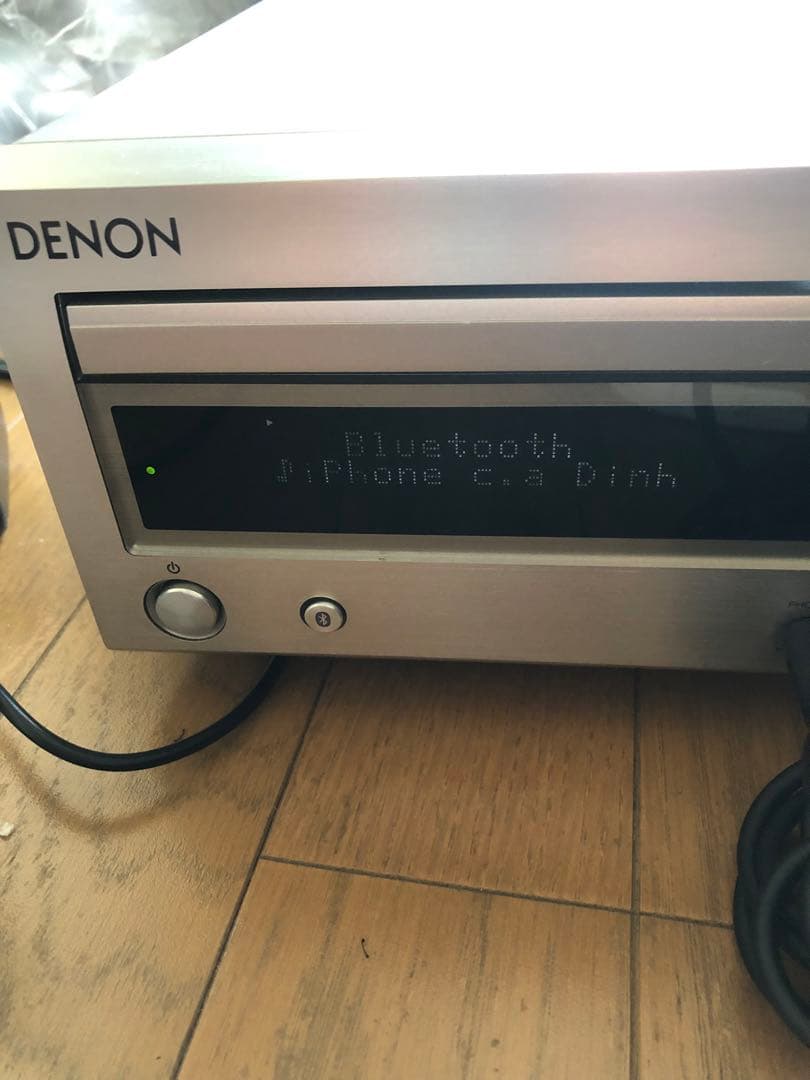 DENON
Bluetooth
♪iPhone c.a Dinh